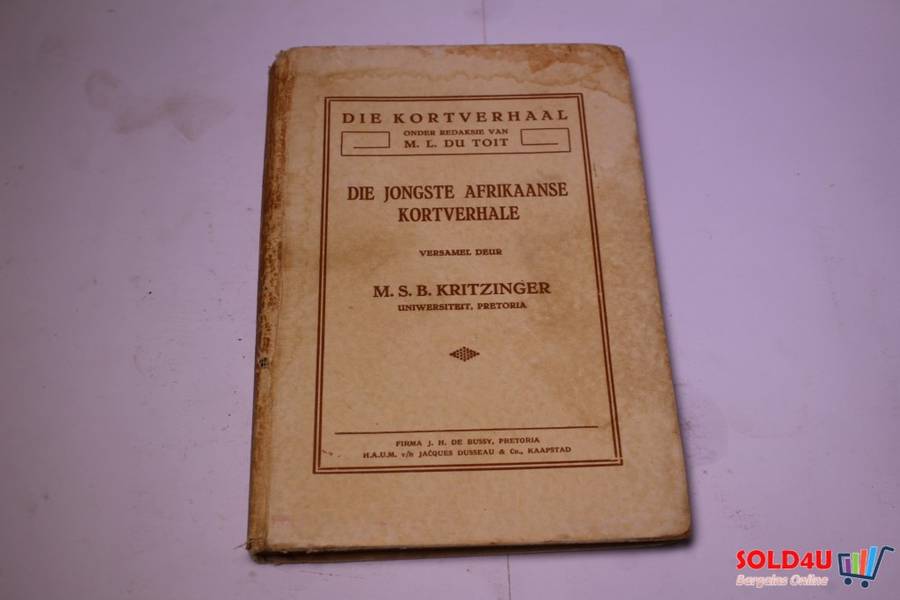 DIE KORTVERHAAL
ONDER REDAKSIE VAN
M. L. DU TOIT
DIE JONGSTE AFRIKAANSE
KORTVERHALE
VERSAMEL DEUR
M. S. B. KRITZINGER
UNIWERSITEIT, PRETORIA
FIRMA J. H. DE BUSSY, PRETORIA
H.A.U.M. v/h JACQUES DUSSEAU & Co., KAAPSTAD
SOLD4U
Bargains Online